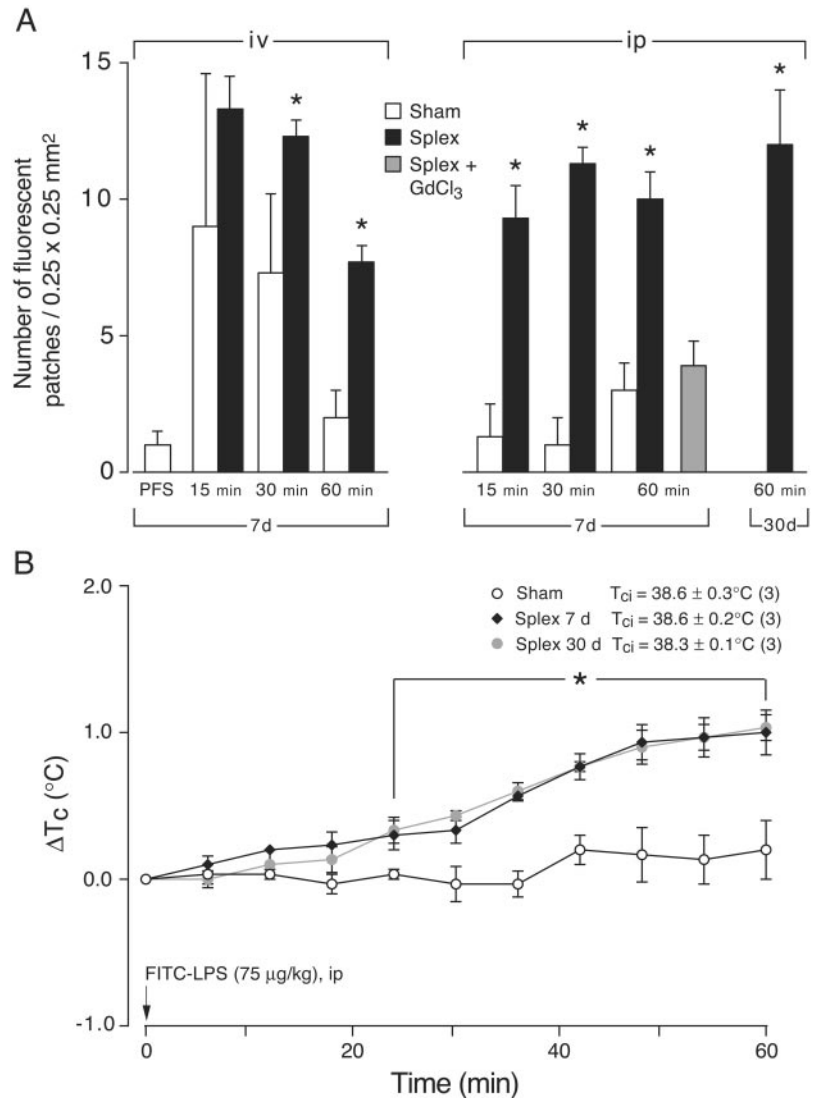 A
iv
ip
15
10
5
0
Number of fluorescent
patches / 0.25 x 0.25 mm²
Sham
Splex
Splex +
GdCl₃
*
*
*
*
*
*
PFS
15 min
30 min
60 min
15 min
30 min
60 min
60 min
7d
7d
30d
B
2.0
1.0
0.0
-1.0
ΔTc (°C)
Sham Tci = 38.6 ± 0.3°C (3)
Splex 7 d Tci = 38.6 ± 0.2°C (3)
Splex 30 d Tci = 38.3 ± 0.1°C (3)
*
FITC-LPS (75 µg/kg), ip
0
20
40
60
Time (min)